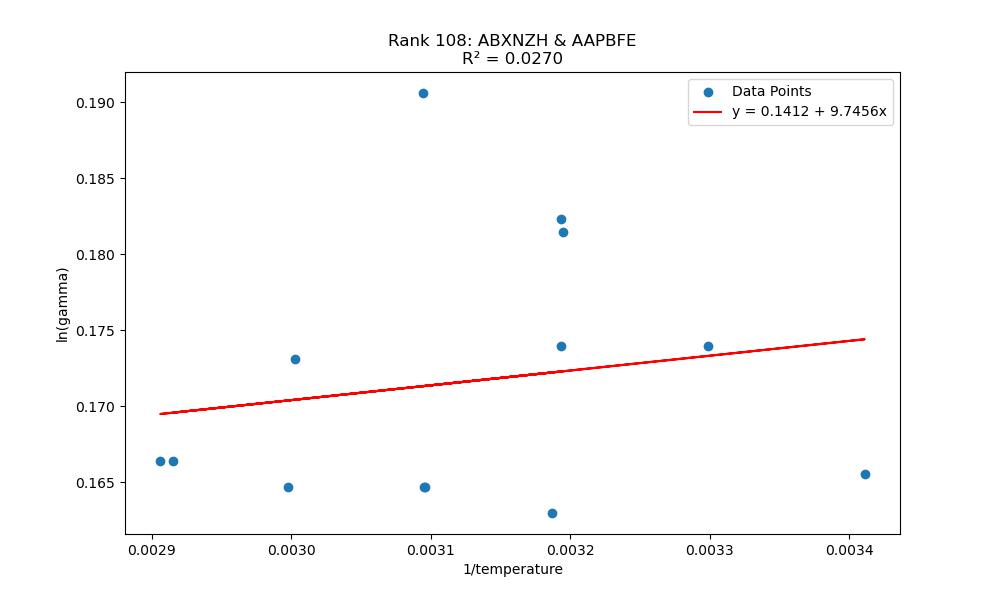 Rank 108: ABXNZH & AAPBFE
R² = 0.0270
Data Points
y = 0.1412 + 9.7456x
0.190
0.185
0.180
0.175
0.170
0.165
ln(gamma)
0.0029 0.0030 0.0031 0.0032 0.0033 0.0034
1/temperature